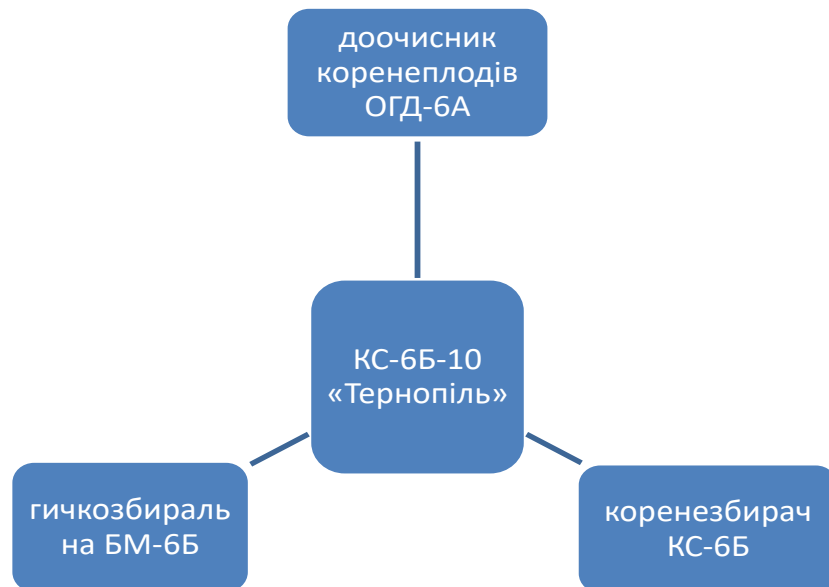 доочисник
коренеплодів
ОГД-6А
КС-6Б-10
«Тернопіль»
гичкозбираль
на БМ-6Б
коренезбирач
КС-6Б